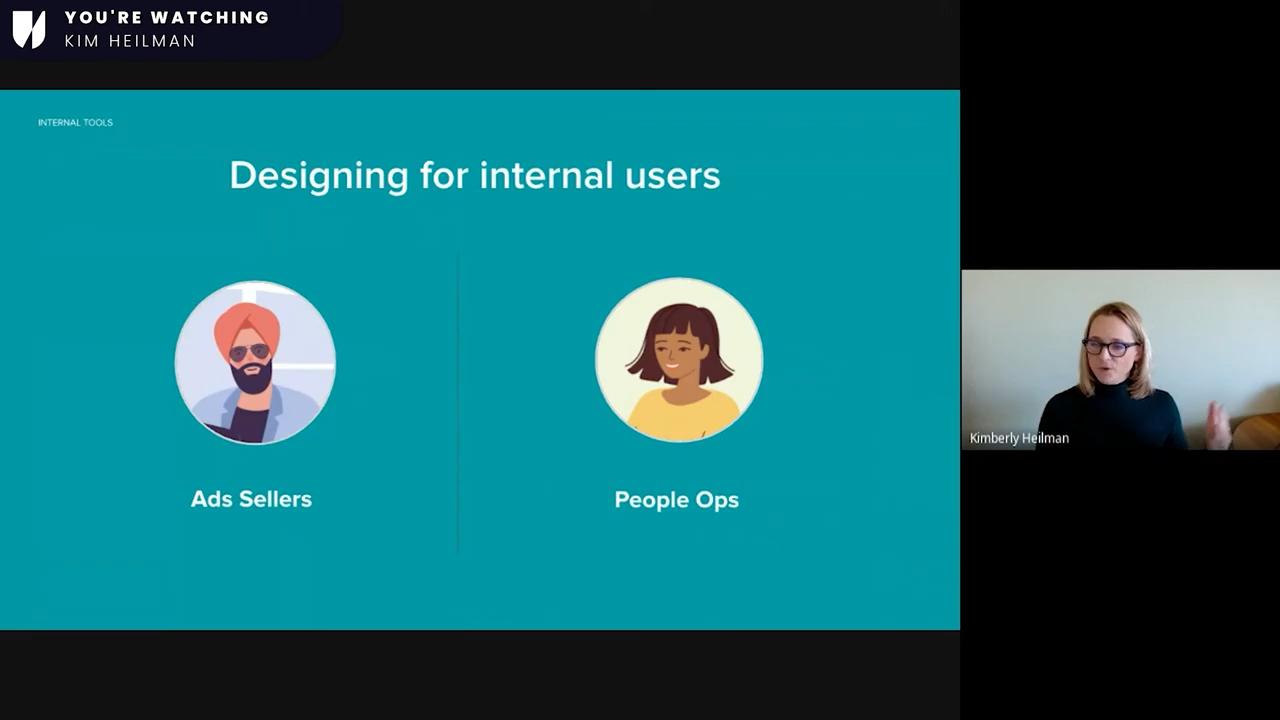 YOU'RE WATCHING
KIM HEILMAN
INTERNAL TOOLS
Designing for internal users
Ads Sellers
People Ops
Kimberly Heilman